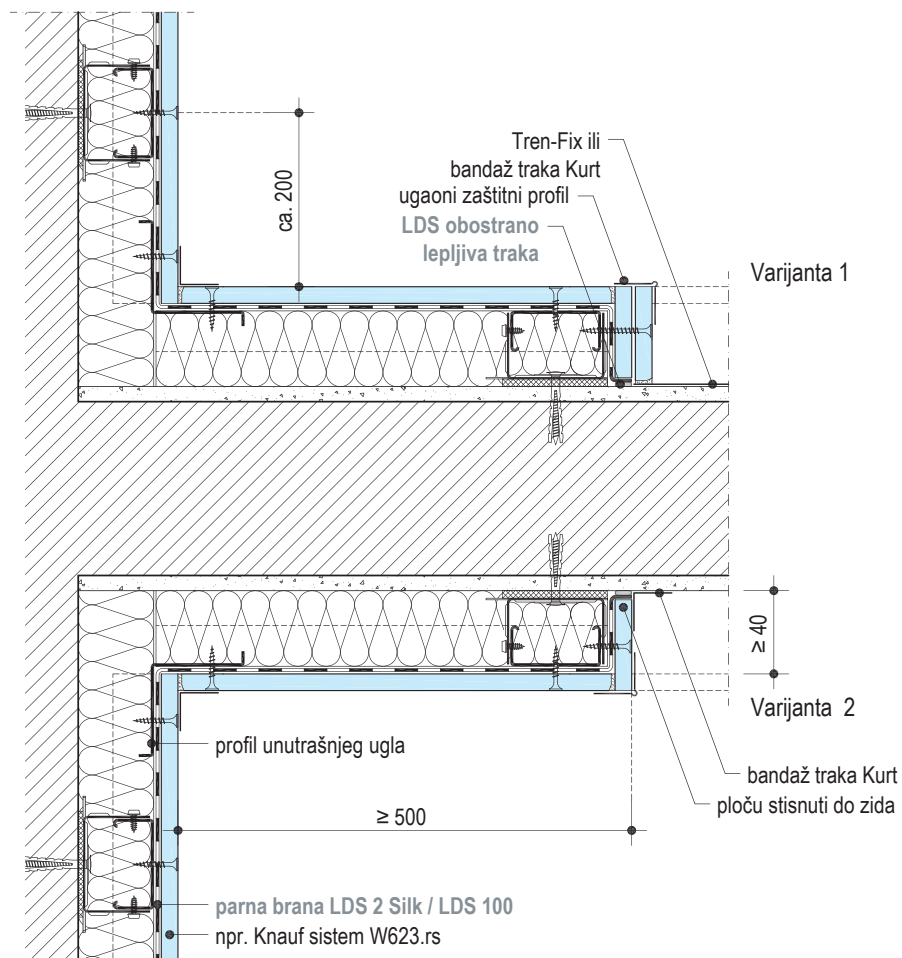 Tren-Fix ili
bandaž traka Kurt
ugaoni zaštitni profil
LDS obostrano
lepljiva traka
ca. 200
Varijanta 1
≥ 40
Varijanta 2
profil unutrašnjeg ugla
bandaž traka Kurt
ploču stisnuti do zida
≥ 500
parna brana LDS 2 Silk / LDS 100
npr. Knauf sistem W623.rs